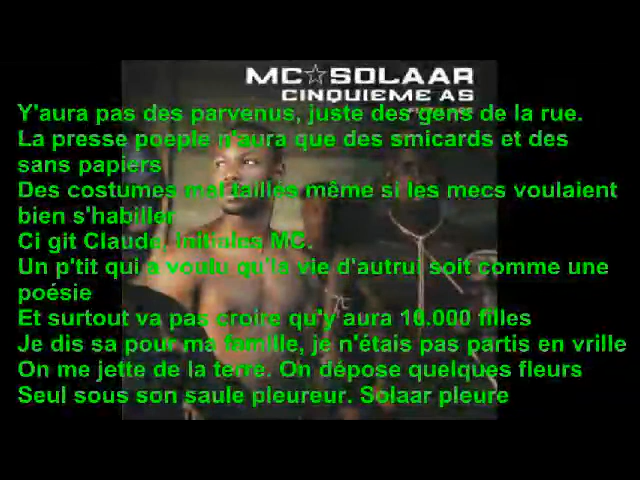 MC☆SOLAAR
CINQUIEME AS
Y'aura pas des parvenus, juste des gens de la rue.
La presse poeple n'aura que des smicards et des
sans papiers
Des costumes mal taillés même si les mecs voulaient
bien s'habiller
Ci git Claude, initiales MC.
Un p'tit qui a voulu qu'la vie d'autrui soit comme une
poésie
Et surtout va pas croire qu'y aura 10.000 filles
Je dis sa pour ma famille, je n'étais pas partis en vrille
On me jette de la terre. On dépose quelques fleurs
Seul sous son saule pleureur. Solaar pleure